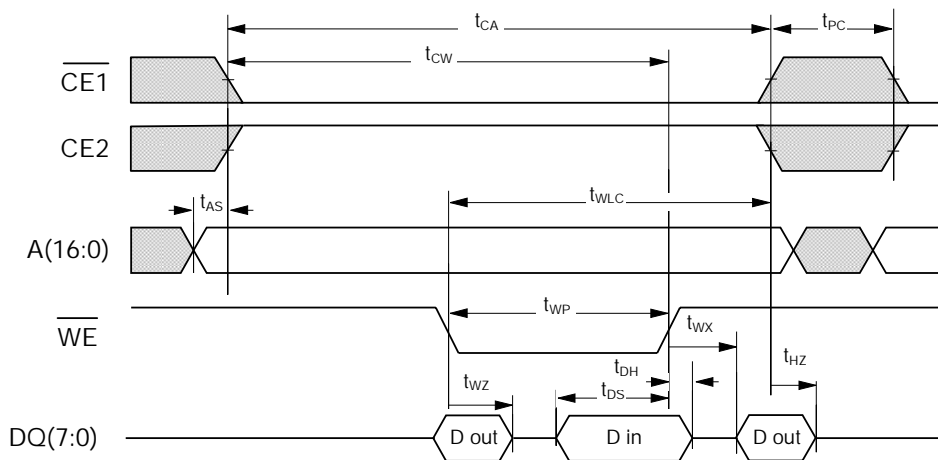 tCA
tPC
tCW
CE1
CE2
tAS
tWLC
A(16:0)
tWP
WE
tWX
tHZ
tDH
tWZ
tDS
DQ(7:0)
D out
D in
D out